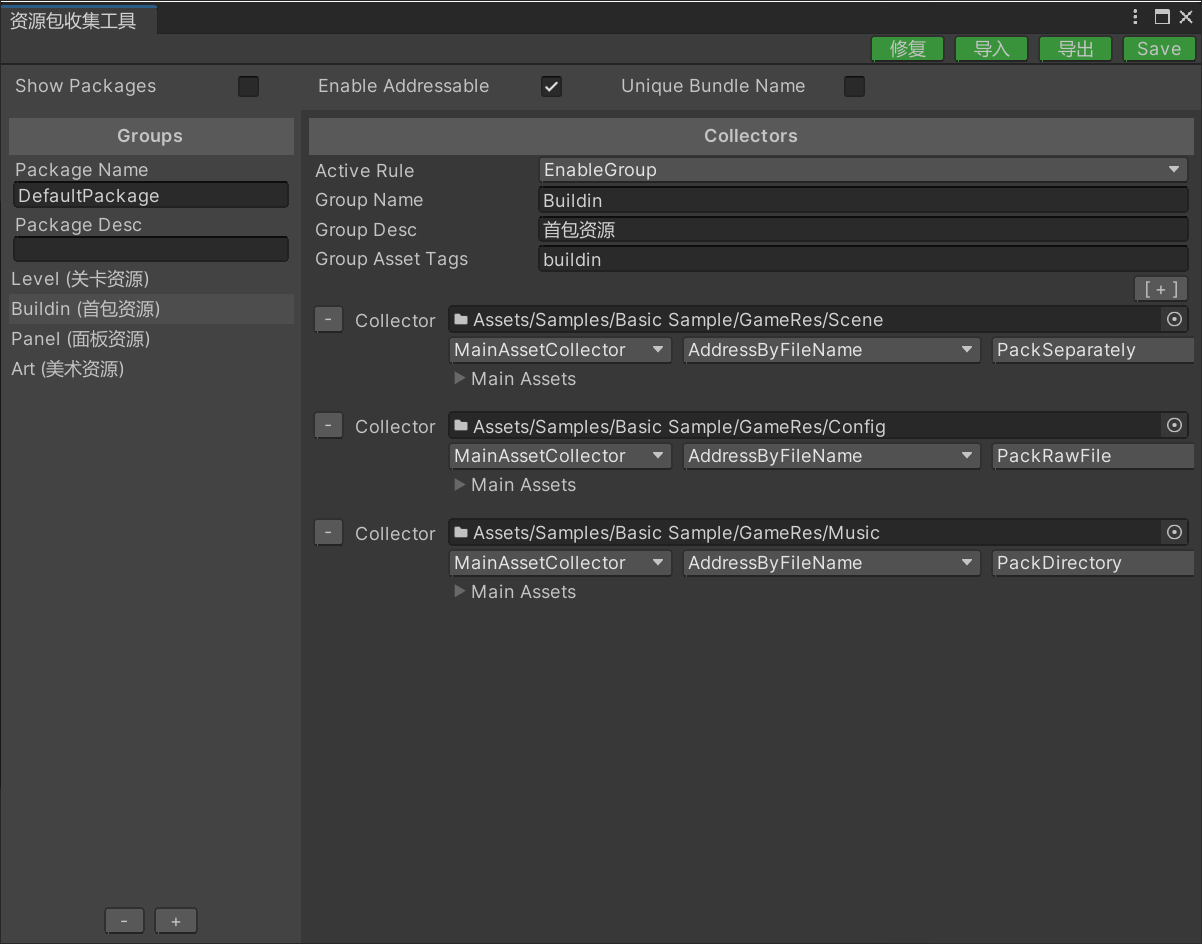 资源包收集工具
修复 导入 导出 Save
Show Packages Enable Addressable Unique Bundle Name
Groups
Package Name
DefaultPackage
Package Desc
Level (关卡资源)
Buildin (首包资源)
Panel (面板资源)
Art (美术资源)
- +
Collectors
Active Rule EnableGroup
Group Name Buildin
Group Desc 首包资源
Group Asset Tags buildin
[ + ]
- Collector Assets/Samples/Basic Sample/GameRes/Scene
MainAssetCollector AddressByFileName PackSeparately
Main Assets
- Collector Assets/Samples/Basic Sample/GameRes/Config
MainAssetCollector AddressByFileName PackRawFile
Main Assets
- Collector Assets/Samples/Basic Sample/GameRes/Music
MainAssetCollector AddressByFileName PackDirectory
Main Assets